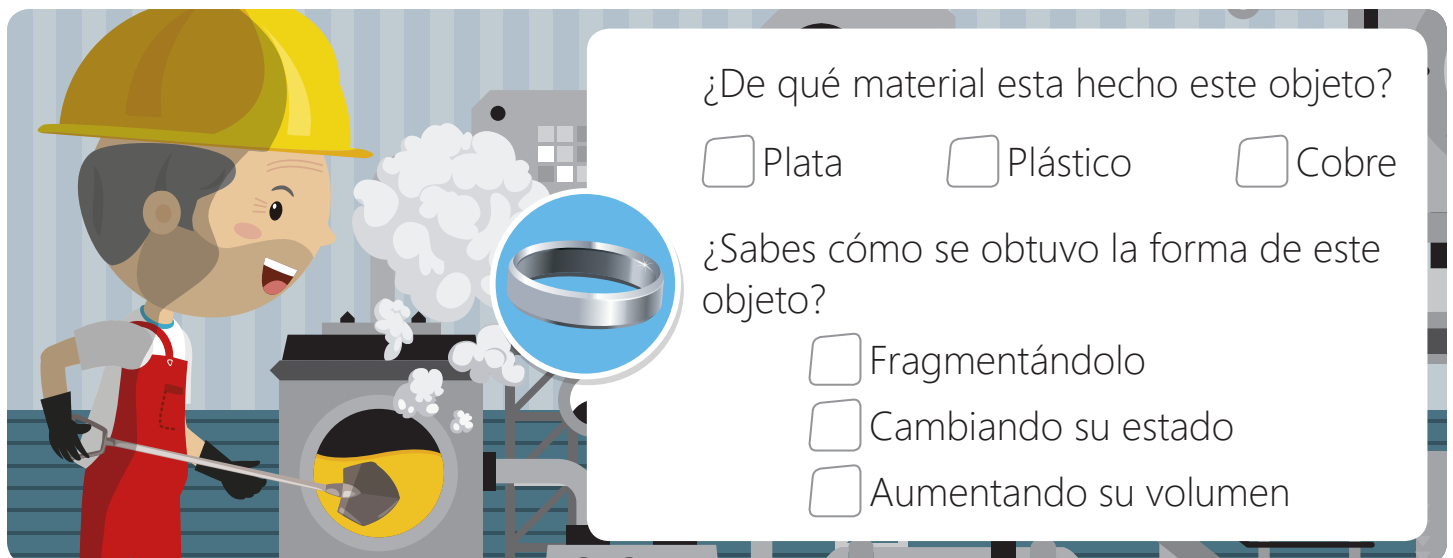 ¿De qué material esta hecho este objeto?
Plata Plástico Cobre
¿Sabes cómo se obtuvo la forma de este
objeto?
Fragmentándolo
Cambiando su estado
Aumentando su volumen